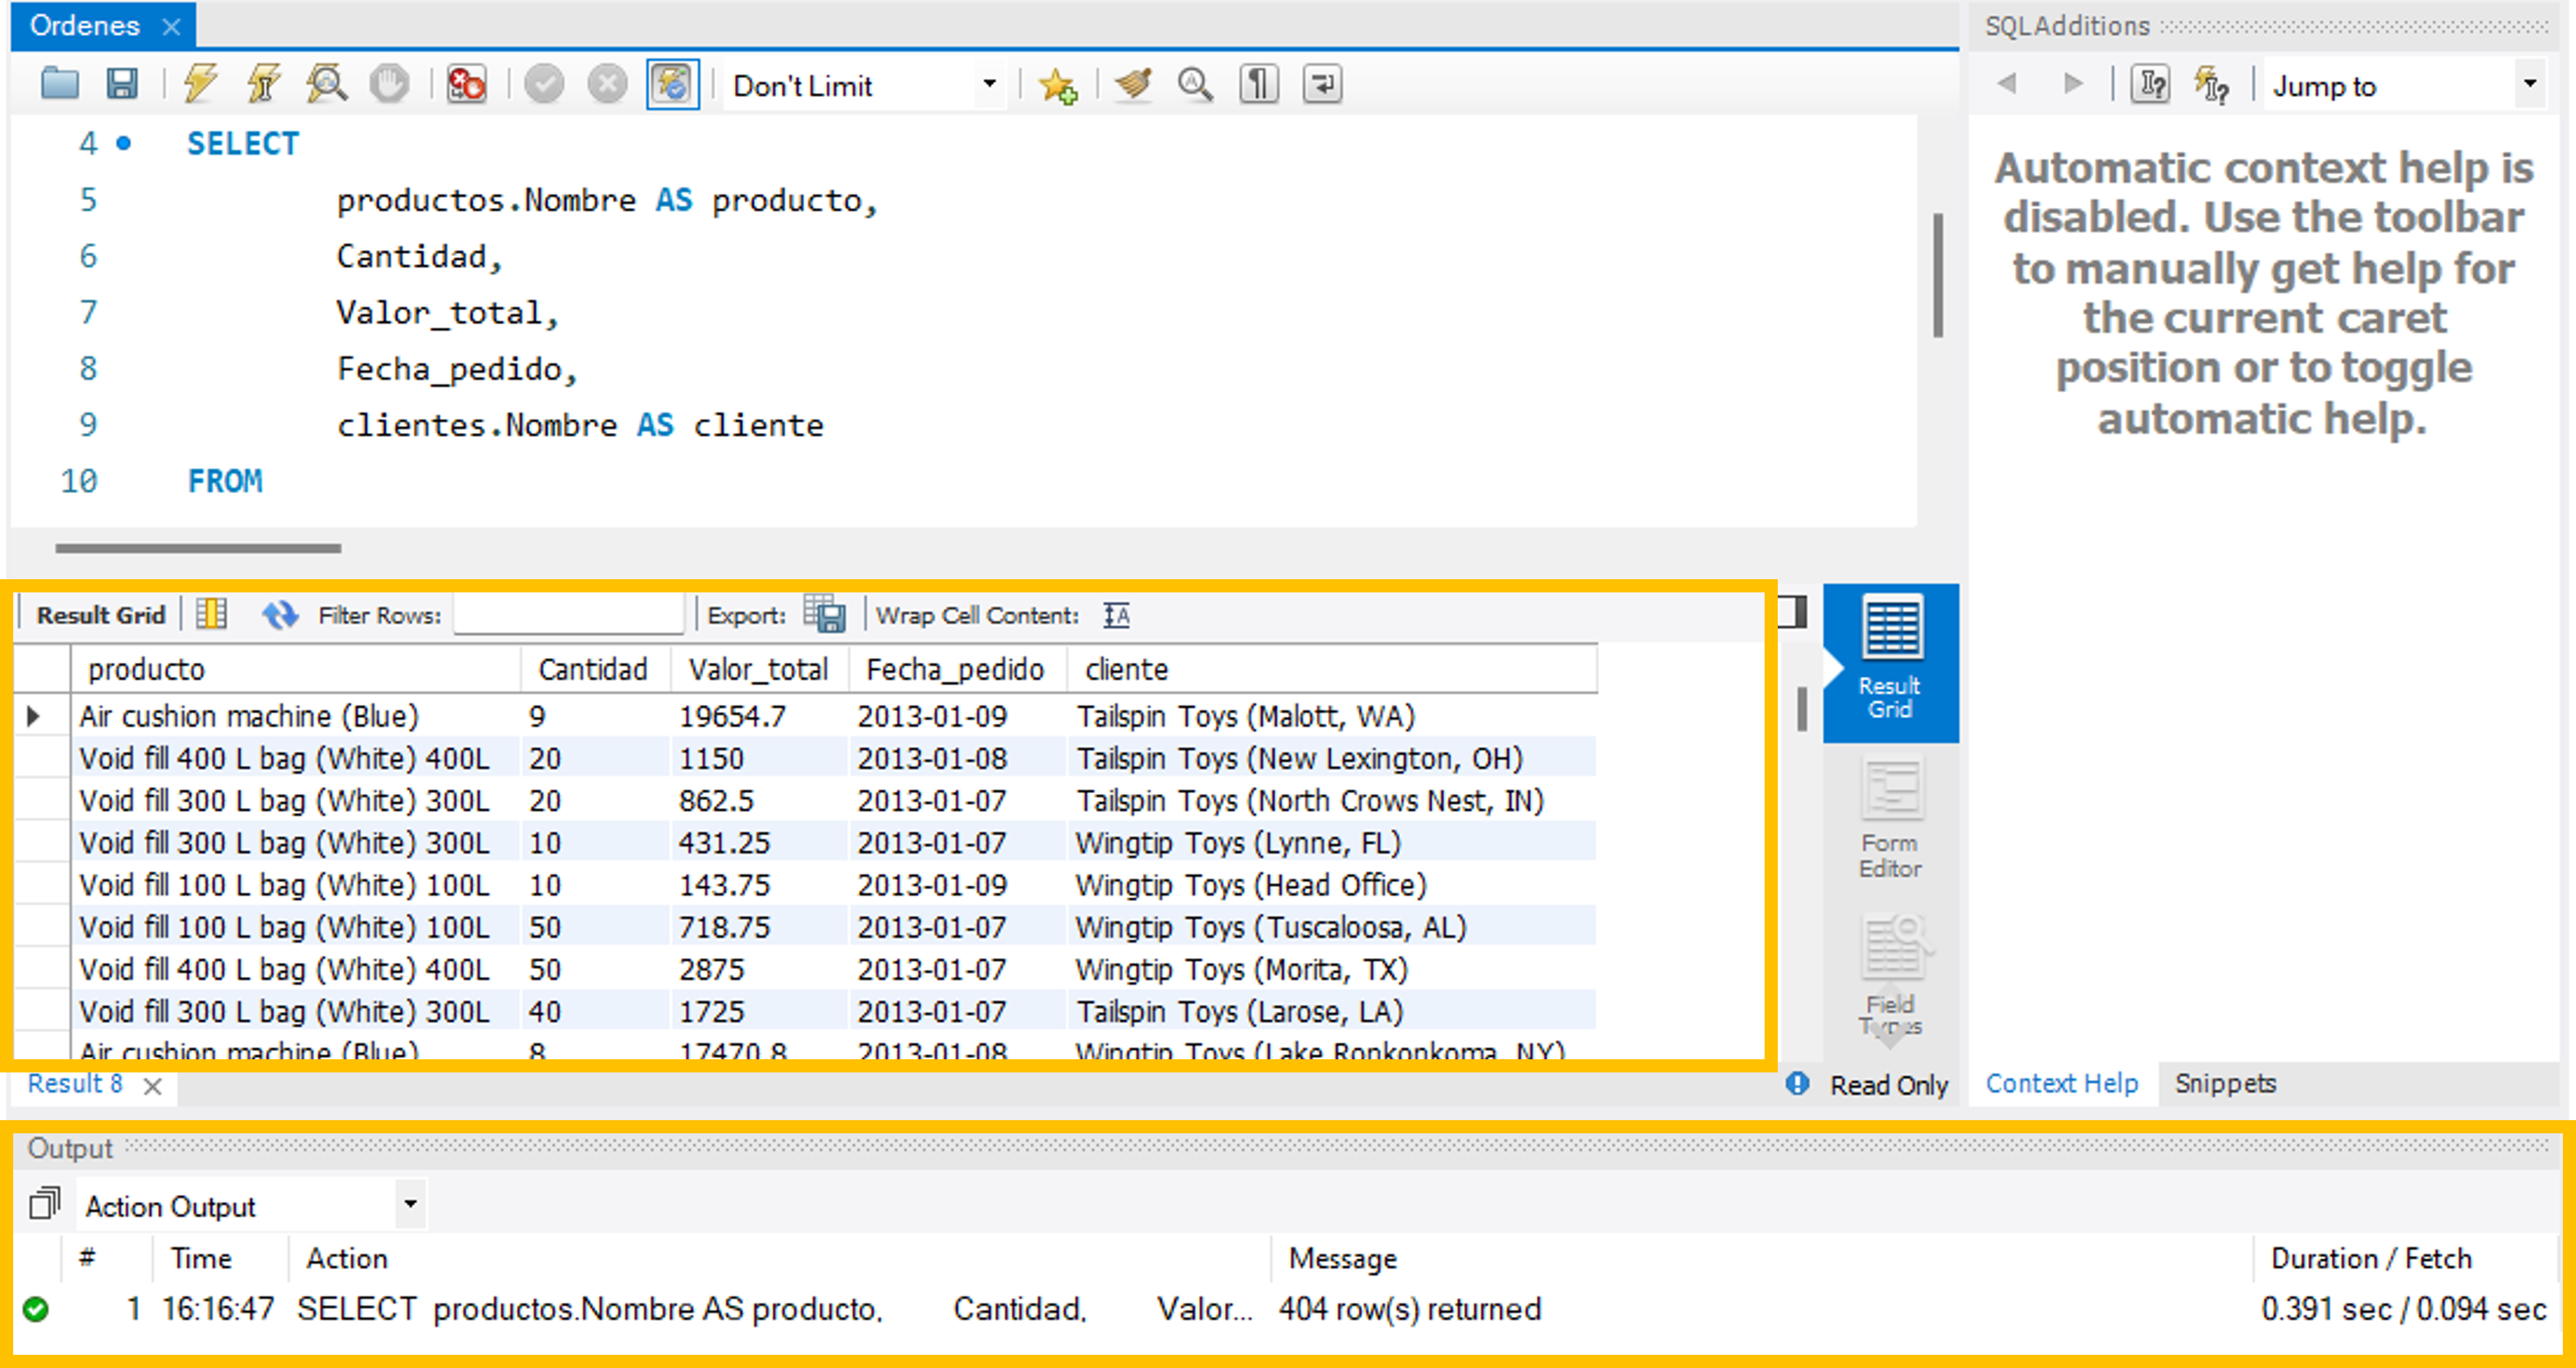 Ordenes
SQLAdditions
Don't Limit
Jump to
4 SELECT
5 productos.Nombre AS producto,
6 Cantidad,
7 Valor_total,
8 Fecha_pedido,
9 clientes.Nombre AS cliente
10 FROM
Automatic context help is
disabled. Use the toolbar
to manually get help for
the current caret
position or to toggle
automatic help.
Result Grid Filter Rows: Export: Wrap Cell Content:
producto Cantidad Valor_total Fecha_pedido cliente
Air cushion machine (Blue) 9 19654.7 2013-01-09 Tailspin Toys (Malott, WA)
Void fill 400 L bag (White) 400L 20 1150 2013-01-08 Tailspin Toys (New Lexington, OH)
Void fill 300 L bag (White) 300L 20 862.5 2013-01-07 Tailspin Toys (North Crows Nest, IN)
Void fill 300 L bag (White) 300L 10 431.25 2013-01-07 Wingtip Toys (Lynne, FL)
Void fill 100 L bag (White) 100L 10 143.75 2013-01-09 Wingtip Toys (Head Office)
Void fill 100 L bag (White) 100L 50 718.75 2013-01-07 Wingtip Toys (Tuscaloosa, AL)
Void fill 400 L bag (White) 400L 50 2875 2013-01-07 Wingtip Toys (Morita, TX)
Void fill 300 L bag (White) 300L 40 1725 2013-01-07 Tailspin Toys (Larose, LA)
Air cushion machine (Blue) 8 17470.8 2013-01-08 Wingtip Toys (Lake Ronkonkoma, NY)
Result
Grid
Form
Editor
Field
Types
Result 8
Read Only
Context Help Snippets
Output
Action Output
# Time Action Message Duration / Fetch
1 16:16:47 SELECT productos.Nombre AS producto, Cantidad, Valor... 404 row(s) returned 0.391 sec / 0.094 sec